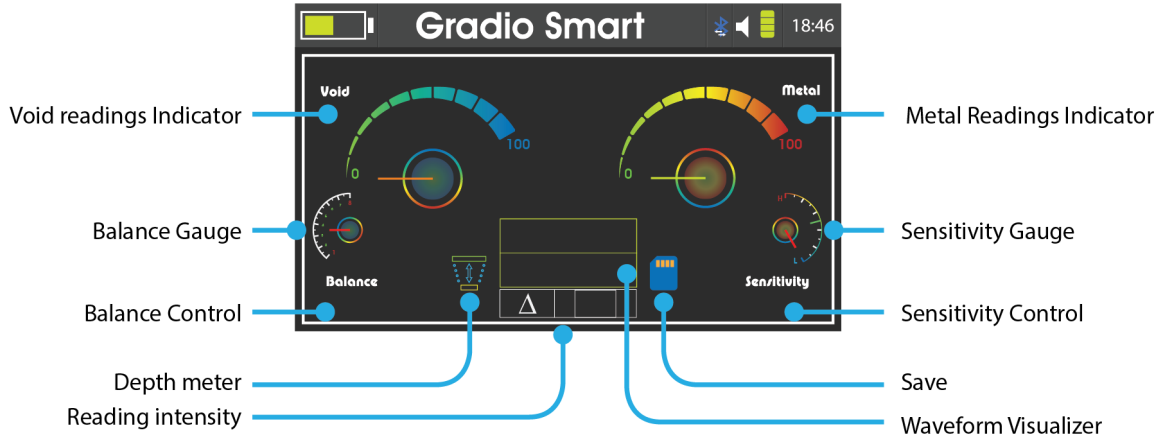 Gradio Smart
18:46
Void
Metal
Void readings Indicator
Metal Readings Indicator
100
100
0
0
H
Balance Gauge
Sensitivity Gauge
L
Balance
Sensitivity
Δ
Balance Control
Sensitivity Control
Depth meter
Save
Reading intensity
Waveform Visualizer